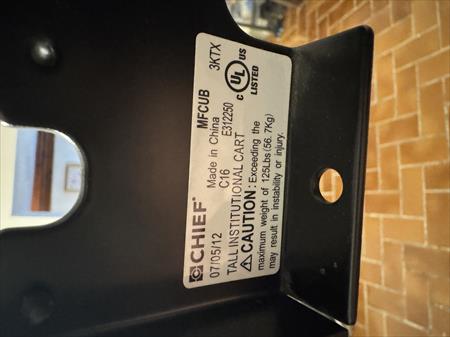 CHIEF®
MFCUB 3KTX
07/05/12 Made in China
C16 E312250
C UL US
LISTED
TALL INSTITUTIONAL CART
⚠CAUTION: Exceeding the
maximum weight of 125Lbs(56.7Kg)
may result in instability or injury.